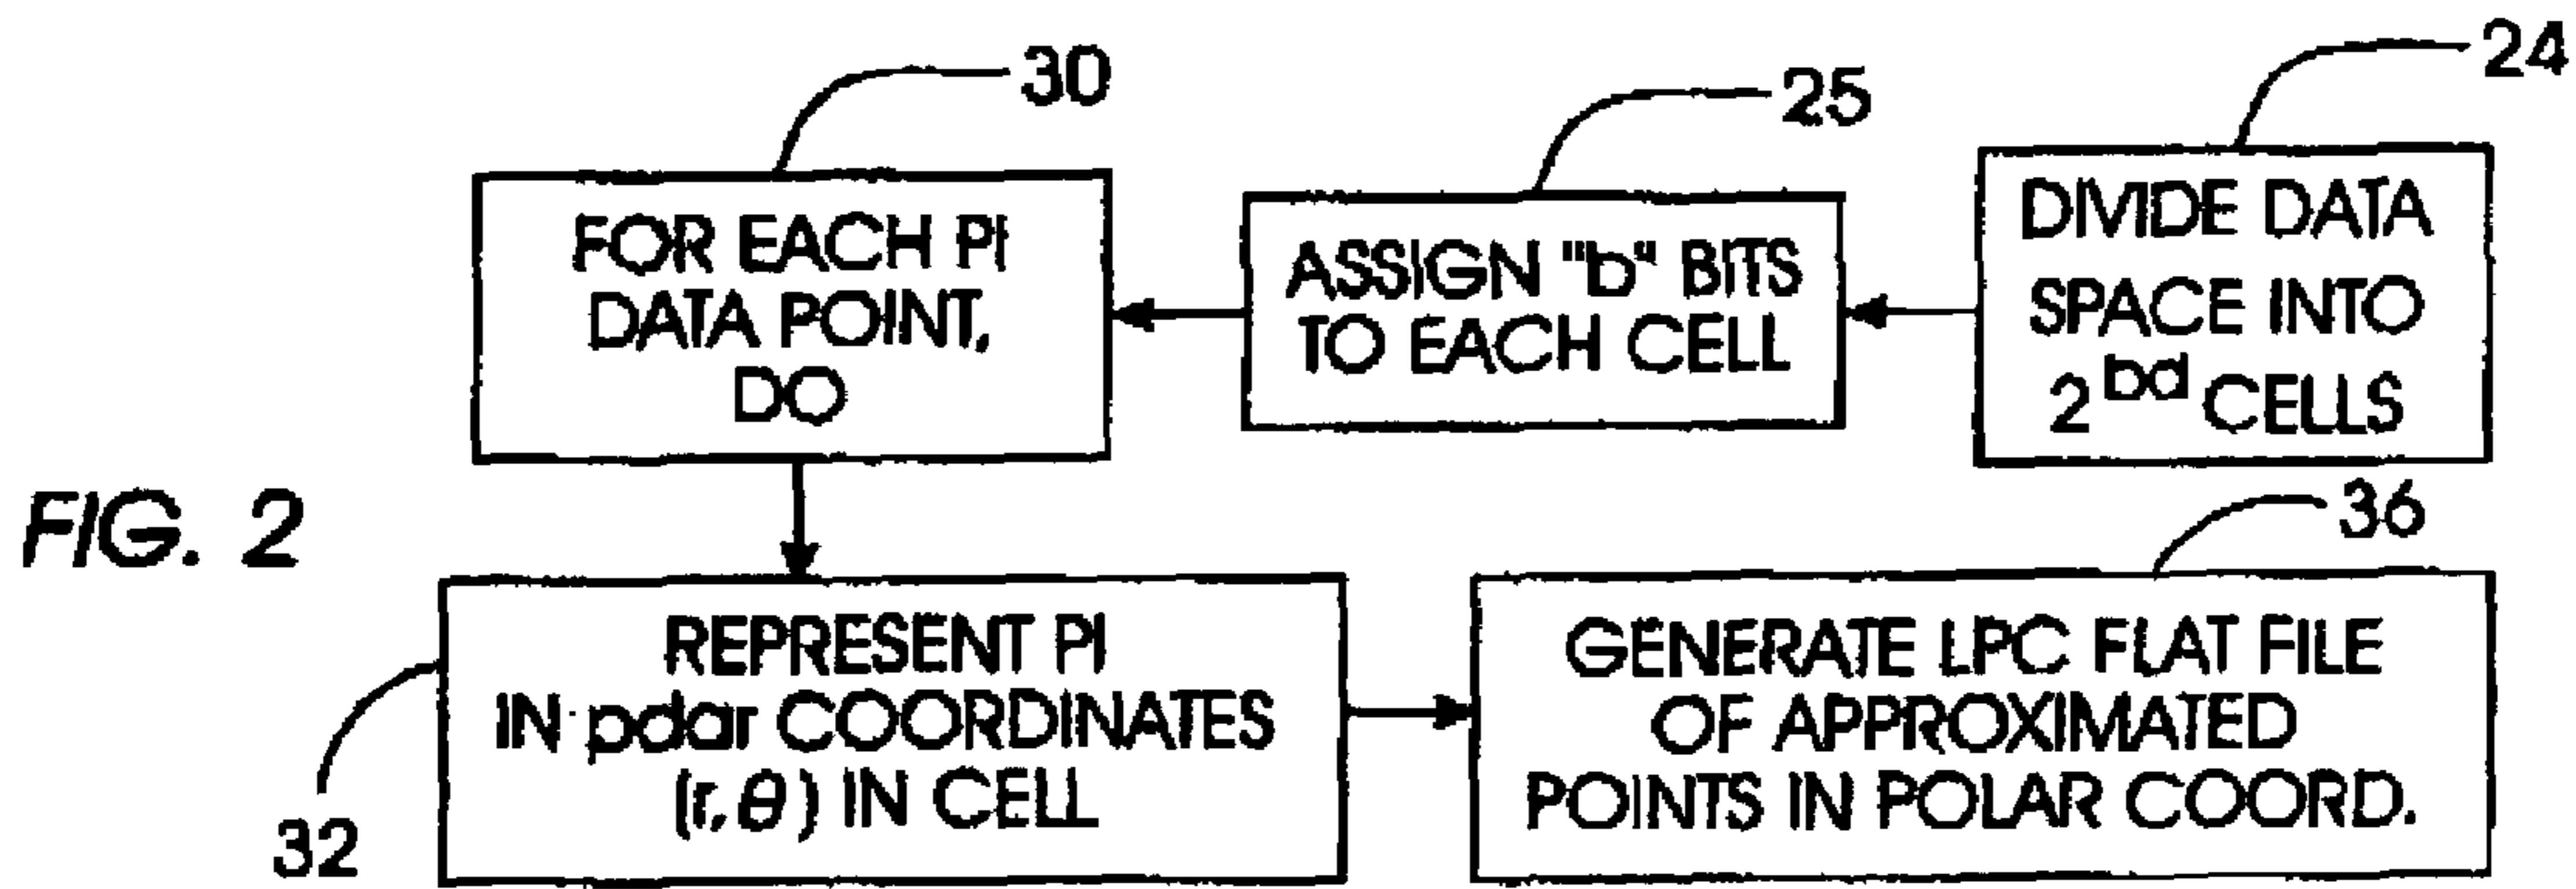 30
25
24
FOR EACH PI
DATA POINT,
DO
ASSIGN "b" BITS
TO EACH CELL
DIVIDE DATA
SPACE INTO
2^bd CELLS
FIG. 2
36
REPRESENT PI
IN pdar COORDINATES
(r, θ) IN CELL
32
GENERATE LPC FLAT FILE
OF APPROXIMATED
POINTS IN POLAR COORD.